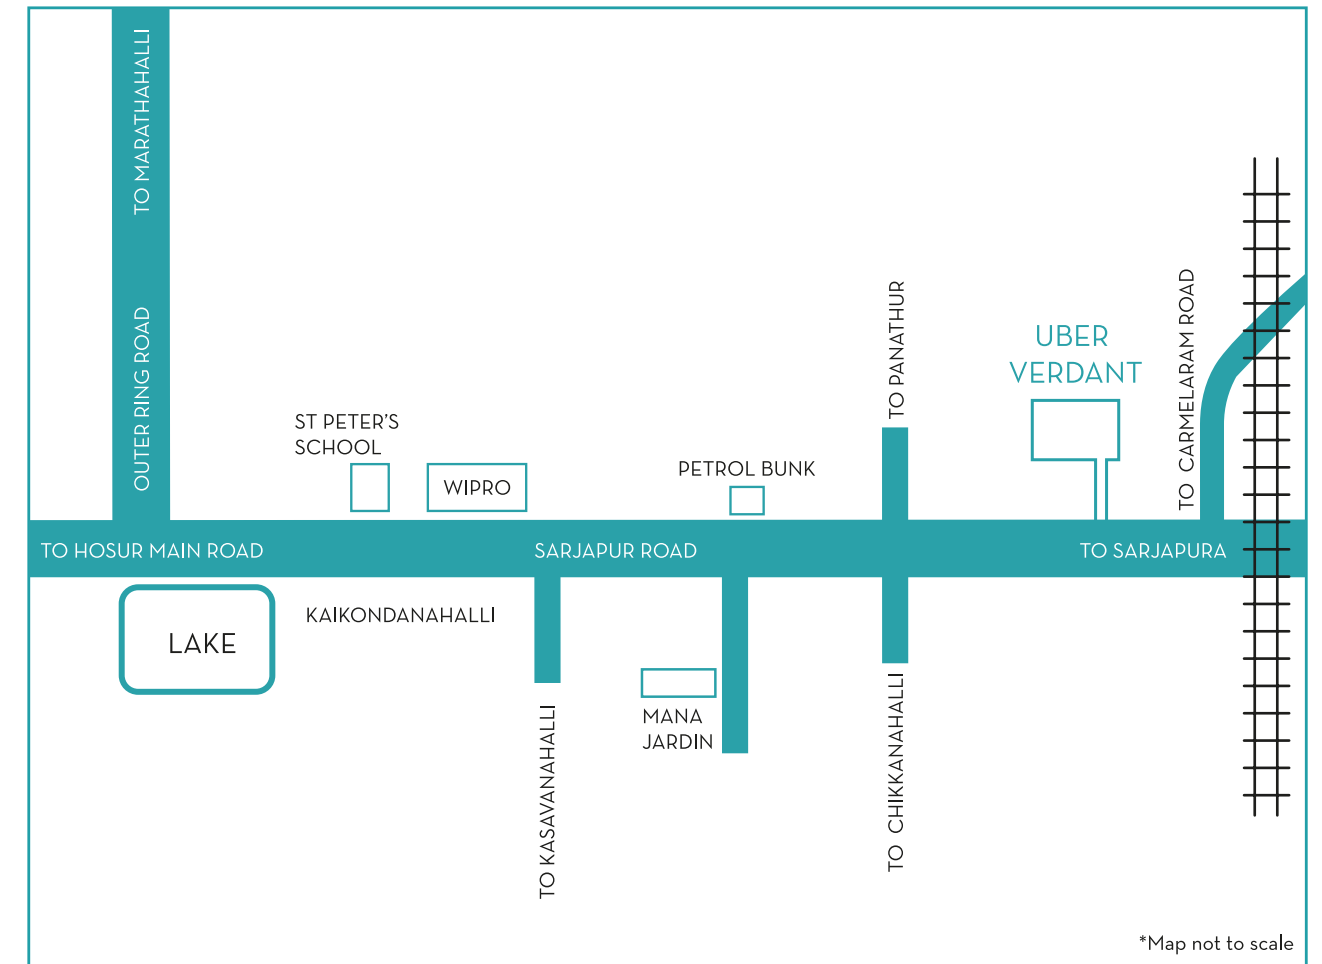 TO MARATHAHALLI
OUTER RING ROAD
TO PANATHUR
TO CARMELARAM ROAD
UBER
VERDANT
ST PETER'S
SCHOOL
WIPRO
PETROL BUNK
TO HOSUR MAIN ROAD
SARJAPUR ROAD
TO SARJAPURA
LAKE
KAIKONDANAHALLI
TO KASAVANAHALLI
MANA
JARDIN
TO CHIKKANAHALLI
*Map not to scale